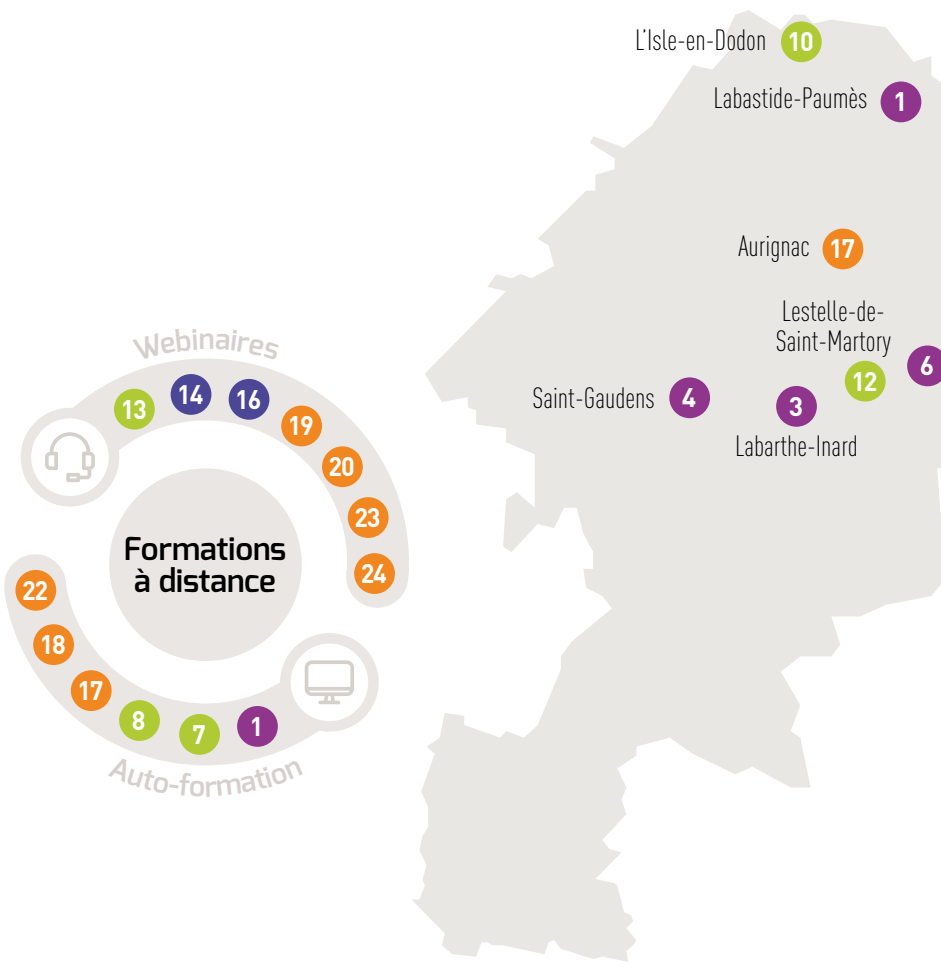 L'Isle-en-Dodon 10
Labastide-Paumès 1
Aurignac 17
Lestelle-de-
Saint-Martory
12
6
Saint-Gaudens 4
3
Labarthe-Inard
Webinaires
13 14 16 19 20 23 24
Formations
à distance
22 18 17 8 7 1
Auto-formation